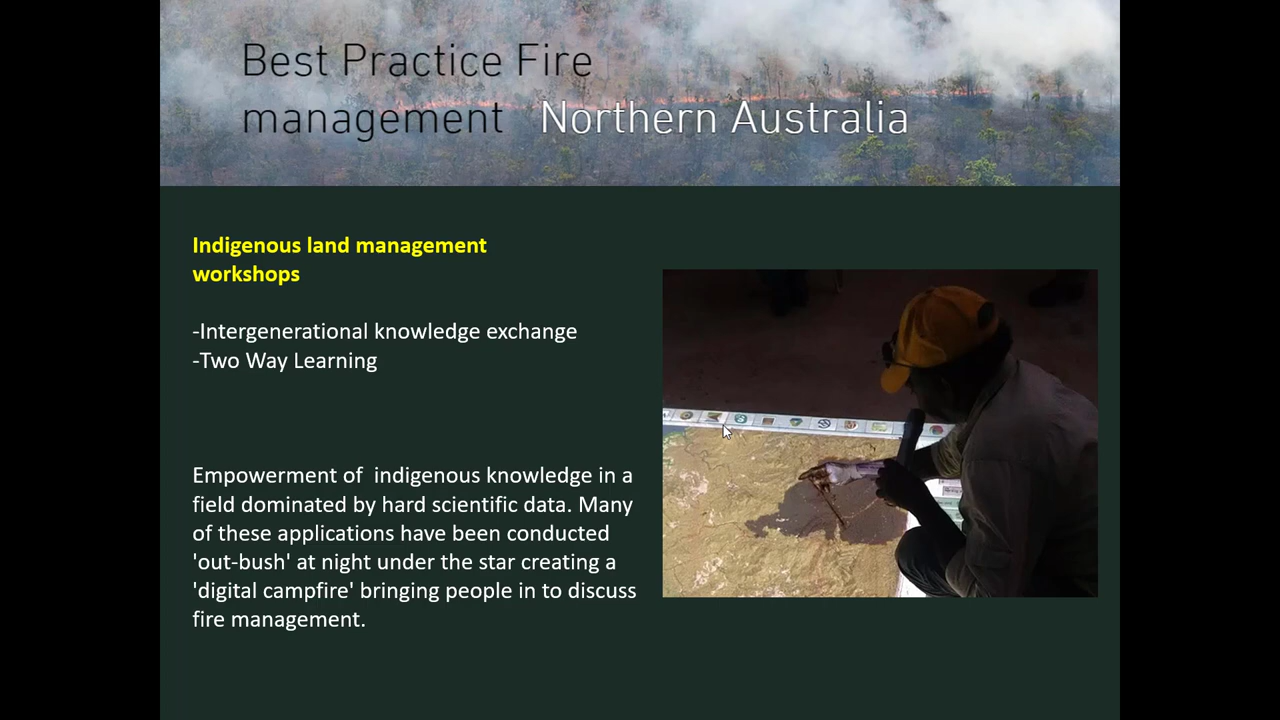 Best Practice Fire
management Northern Australia
Indigenous land management
workshops
-Intergenerational knowledge exchange
-Two Way Learning
Empowerment of  indigenous knowledge in a
field dominated by hard scientific data. Many
of these applications have been conducted
'out-bush' at night under the star creating a
'digital campfire' bringing people in to discuss
fire management.